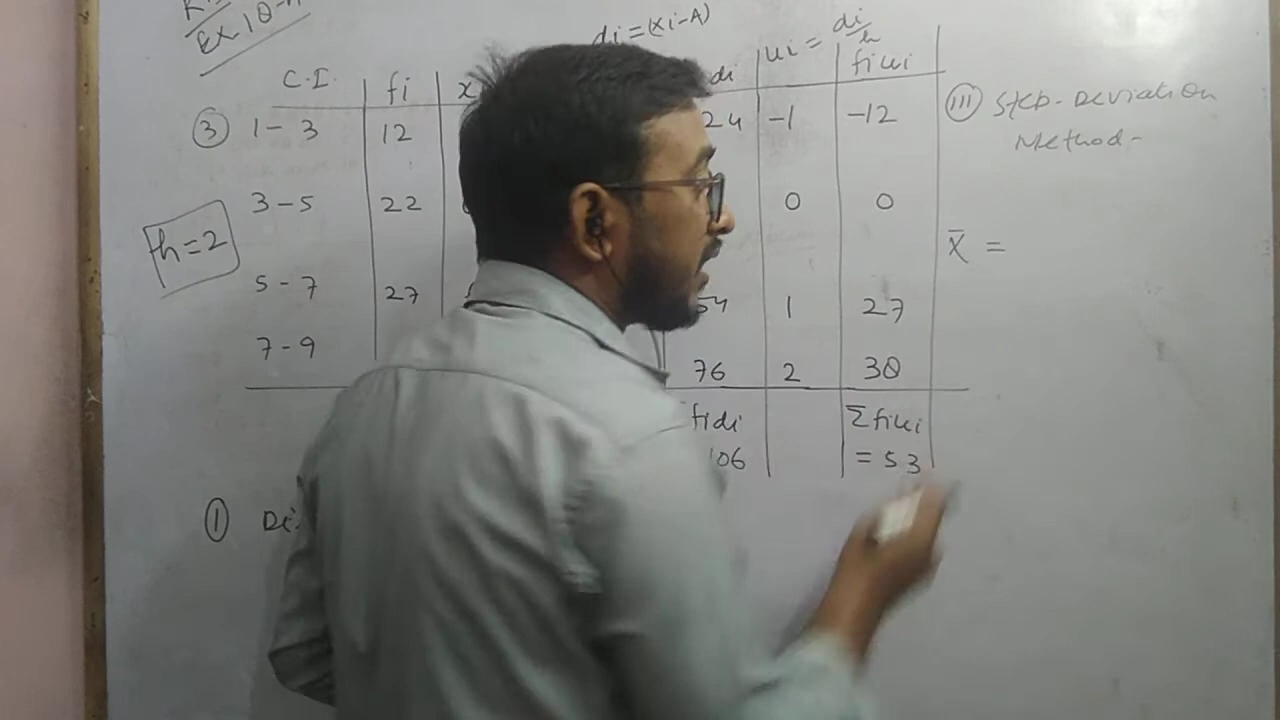 Ex 10
di = (xi-A)
ui = di/h
C.I. fi x di fiui
(3) 1 - 3 12 24 -1 -12
(III) Step-Deviation
Method-
3 - 5 22 0 0
h=2
x̄ =
5 - 7 27 54 1 27
7 - 9 76 2 30
fidi Σfiui
106 = 53
(1) Di